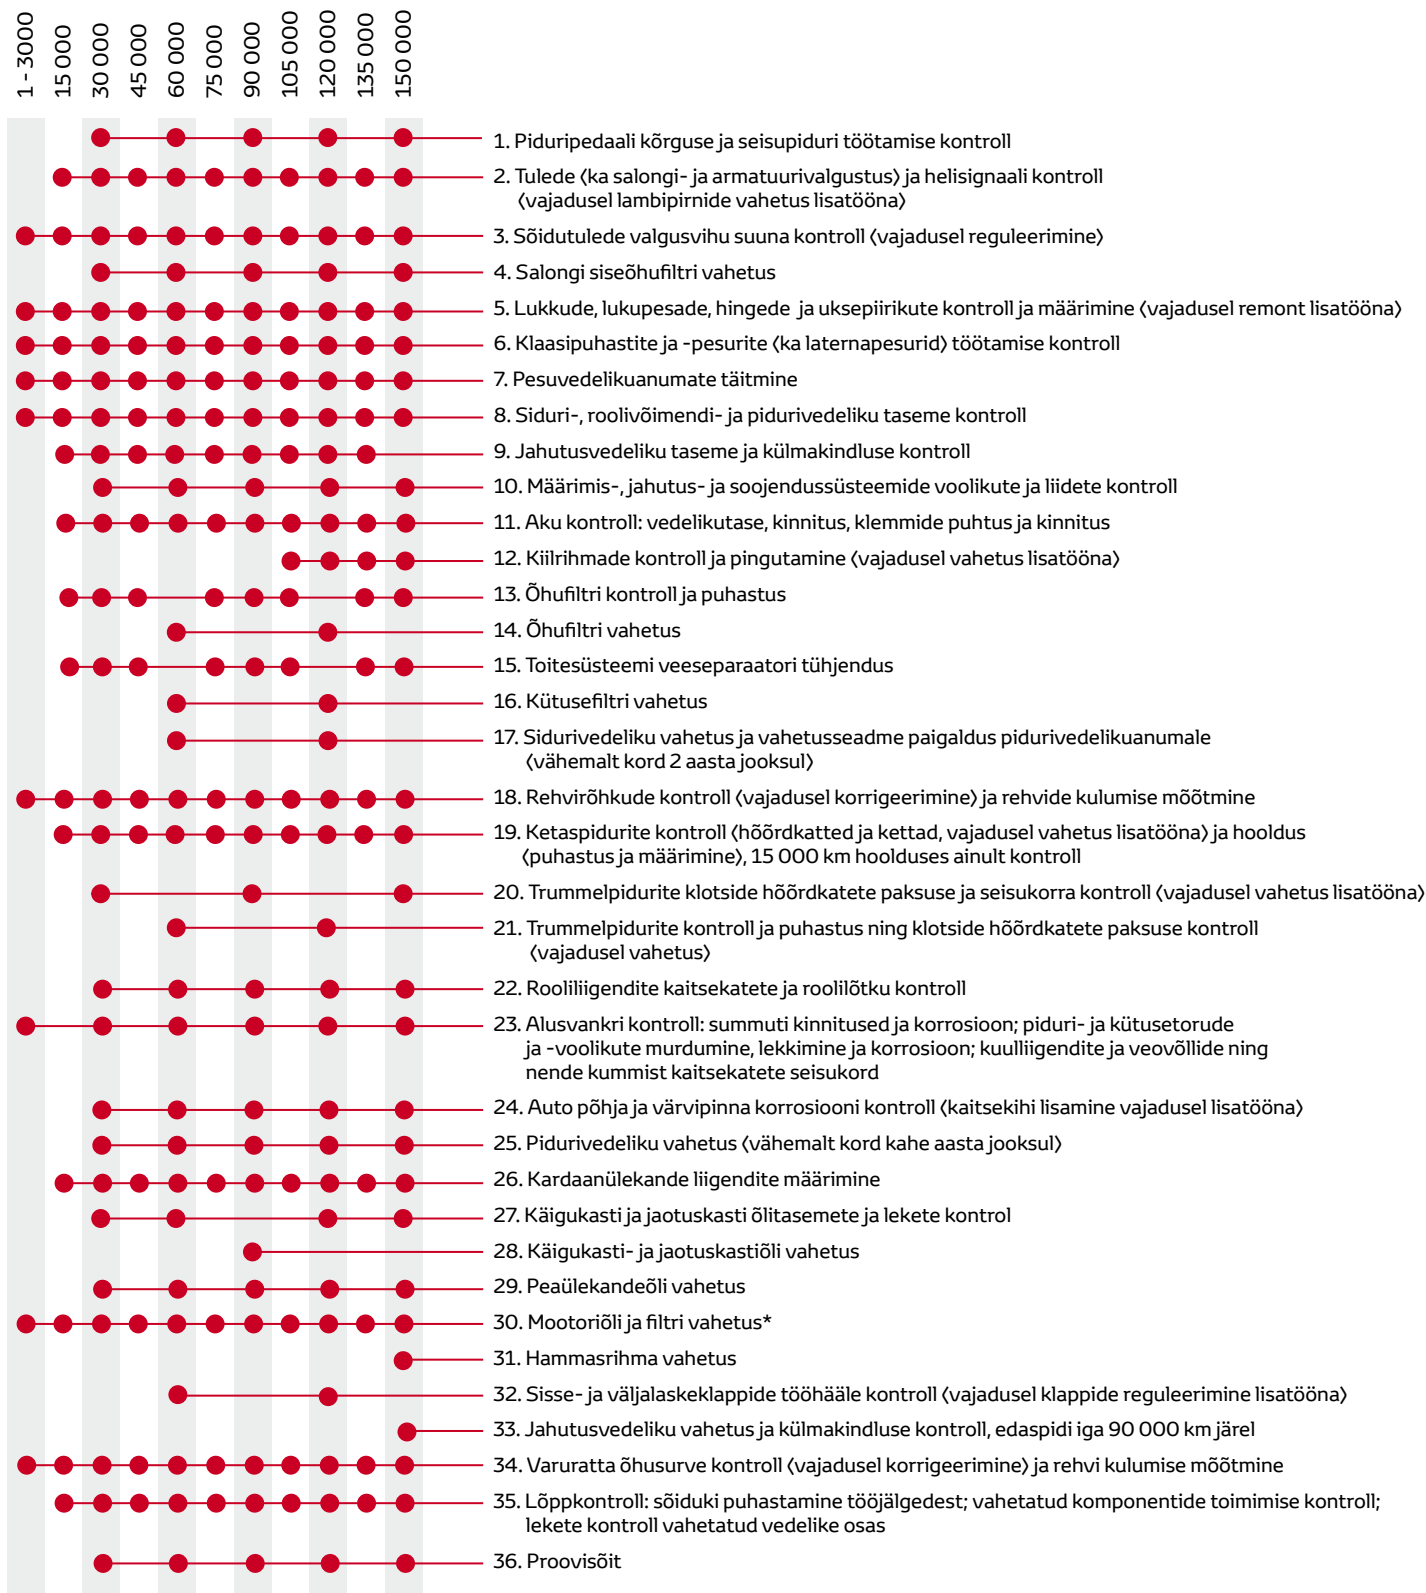 1 - 3000
15 000
30 000
45 000
60 000
75 000
90 000
105 000
120 000
135 000
150 000
1. Piduripedaali kõrguse ja seisupiduri töötamise kontroll
2. Tulede (ka salongi- ja armatuurivalgustus) ja helisignaali kontroll
(vajadusel lambipirnide vahetus lisatööna)
3. Sõidutulede valgusvihu suuna kontroll (vajadusel reguleerimine)
4. Salongi siseõhufiltri vahetus
5. Lukkude, lukupesade, hingede ja uksepiirikute kontroll ja määrimine (vajadusel remont lisatööna)
6. Klaasipuhastite ja -pesurite (ka laternapesurid) töötamise kontroll
7. Pesuvedelikuanumate täitmine
8. Siduri-, roolivõimendi- ja pidurivedeliku taseme kontroll
9. Jahutusvedeliku taseme ja külmakindluse kontroll
10. Määrimis-, jahutus- ja soojendussüsteemide voolikute ja liidete kontroll
11. Aku kontroll: vedelikutase, kinnitus, klemmide puhtus ja kinnitus
12. Kiilrihmade kontroll ja pingutamine (vajadusel vahetus lisatööna)
13. Õhufiltri kontroll ja puhastus
14. Õhufiltri vahetus
15. Toitesüsteemi veeseparaatori tühjendus
16. Kütusefiltri vahetus
17. Sidurivedeliku vahetus ja vahetusseadme paigaldus pidurivedelikuanumale
(vähemalt kord 2 aasta jooksul)
18. Rehvirõhkude kontroll (vajadusel korrigeerimine) ja rehvide kulumise mõõtmine
19. Ketaspidurite kontroll (hõõrdkatted ja kettad, vajadusel vahetus lisatööna) ja hooldus
(puhastus ja määrimine), 15 000 km hoolduses ainult kontroll
20. Trummelpidurite klotside hõõrdkatete paksuse ja seisukorra kontroll (vajadusel vahetus lisatööna)
21. Trummelpidurite kontroll ja puhastus ning klotside hõõrdkatete paksuse kontroll
(vajadusel vahetus)
22. Rooliliigendite kaitsekatete ja roolilõtku kontroll
23. Alusvankri kontroll: summuti kinnitused ja korrosioon; piduri- ja kütusetorude
ja -voolikute murdumine, lekkimine ja korrosioon; kuulliigendite ja veovõllide ning
nende kummist kaitsekatete seisukord
24. Auto põhja ja värvipinna korrosiooni kontroll (kaitsekihi lisamine vajadusel lisatööna)
25. Pidurivedeliku vahetus (vähemalt kord kahe aasta jooksul)
26. Kardaanülekande liigendite määrimine
27. Käigukasti ja jaotuskasti õlitasemete ja lekete kontrol
28. Käigukasti- ja jaotuskastiõli vahetus
29. Peaülekandeõli vahetus
30. Mootoriõli ja filtri vahetus*
31. Hammasrihma vahetus
32. Sisse- ja väljalaskeklappide tööhääle kontroll (vajadusel klappide reguleerimine lisatööna)
33. Jahutusvedeliku vahetus ja külmakindluse kontroll, edaspidi iga 90 000 km järel
34. Varuratta õhusurve kontroll (vajadusel korrigeerimine) ja rehvi kulumise mõõtmine
35. Lõppkontroll: sõiduki puhastamine tööjälgedest; vahetatud komponentide toimimise kontroll;
lekete kontroll vahetatud vedelike osas
36. Proovisõit